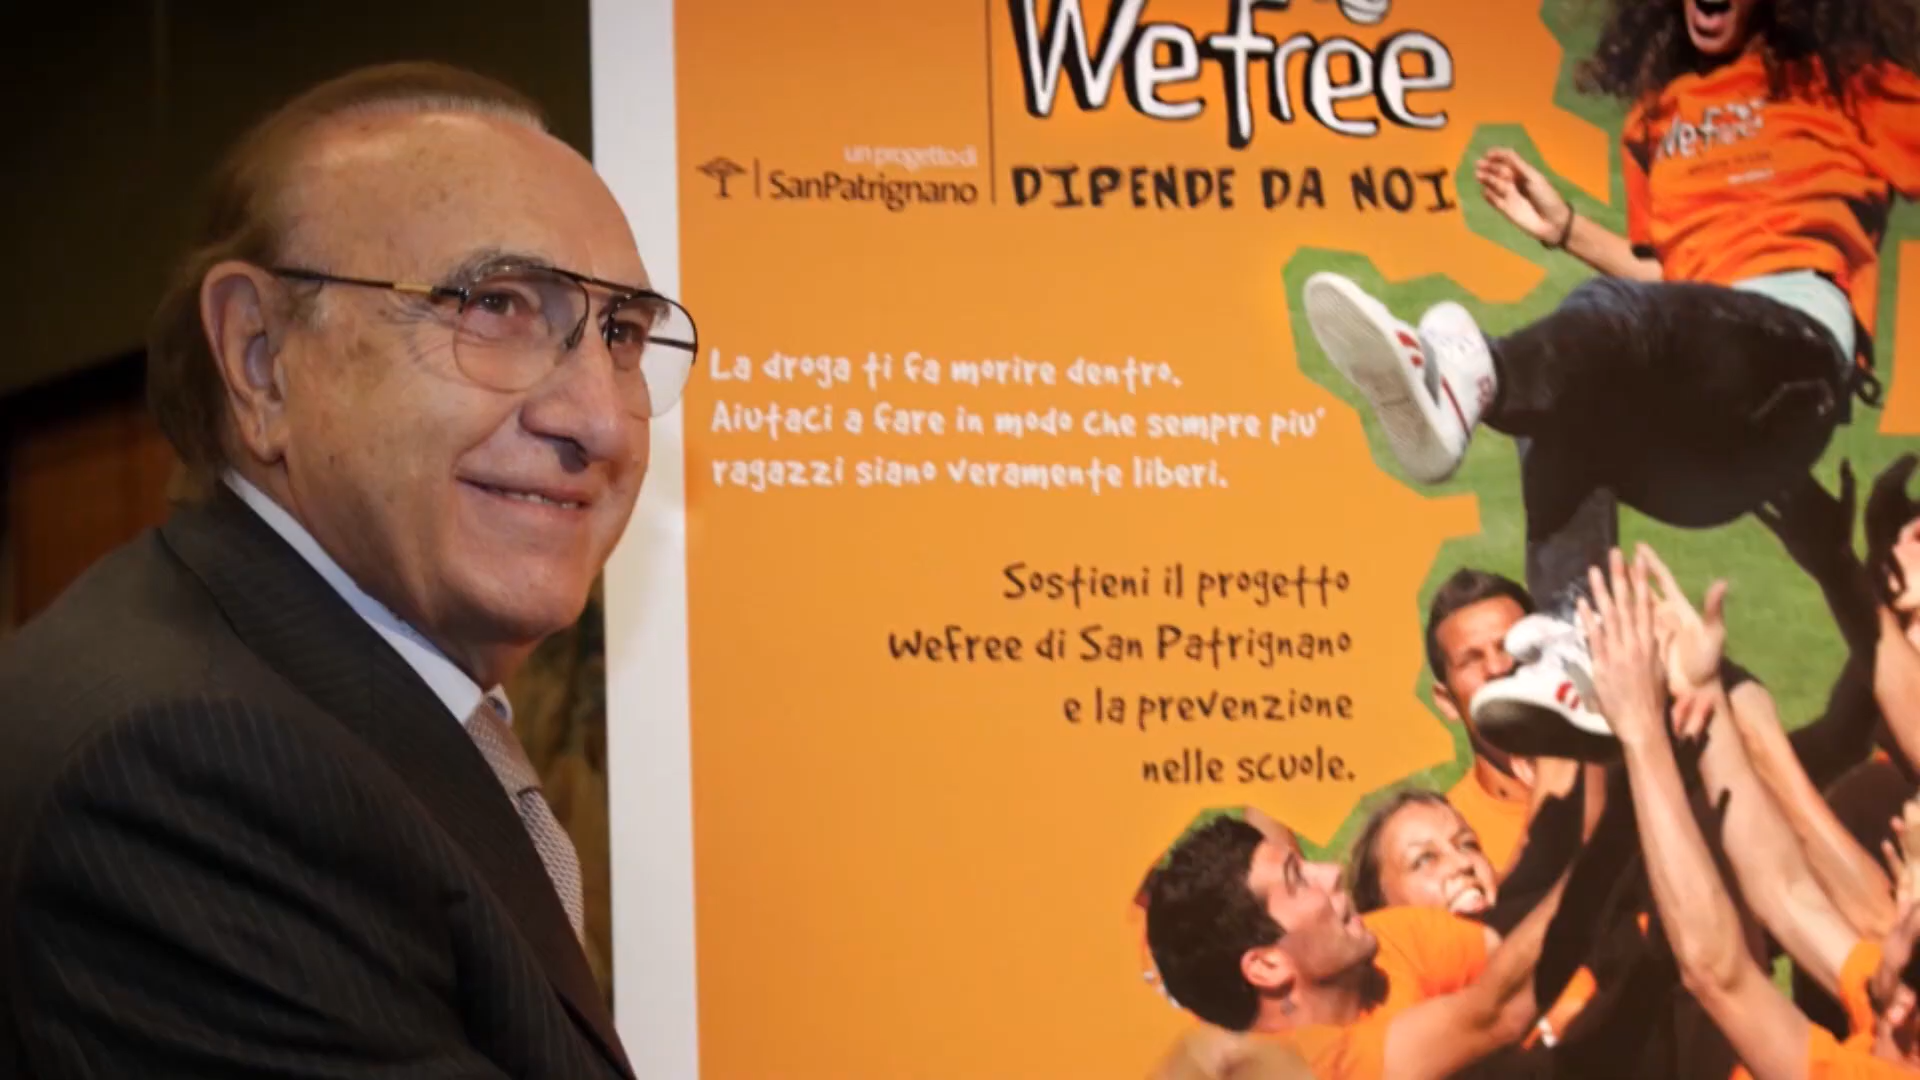 Wefree
un progetto di
SanPatrignano
DIPENDE DA NOI
Wefree
La droga ti fa morire dentro.
Aiutaci a fare in modo che sempre piu'
ragazzi siano veramente liberi.
Sostieni il progetto
WeFree di San Patrignano
e la prevenzione
nelle scuole.